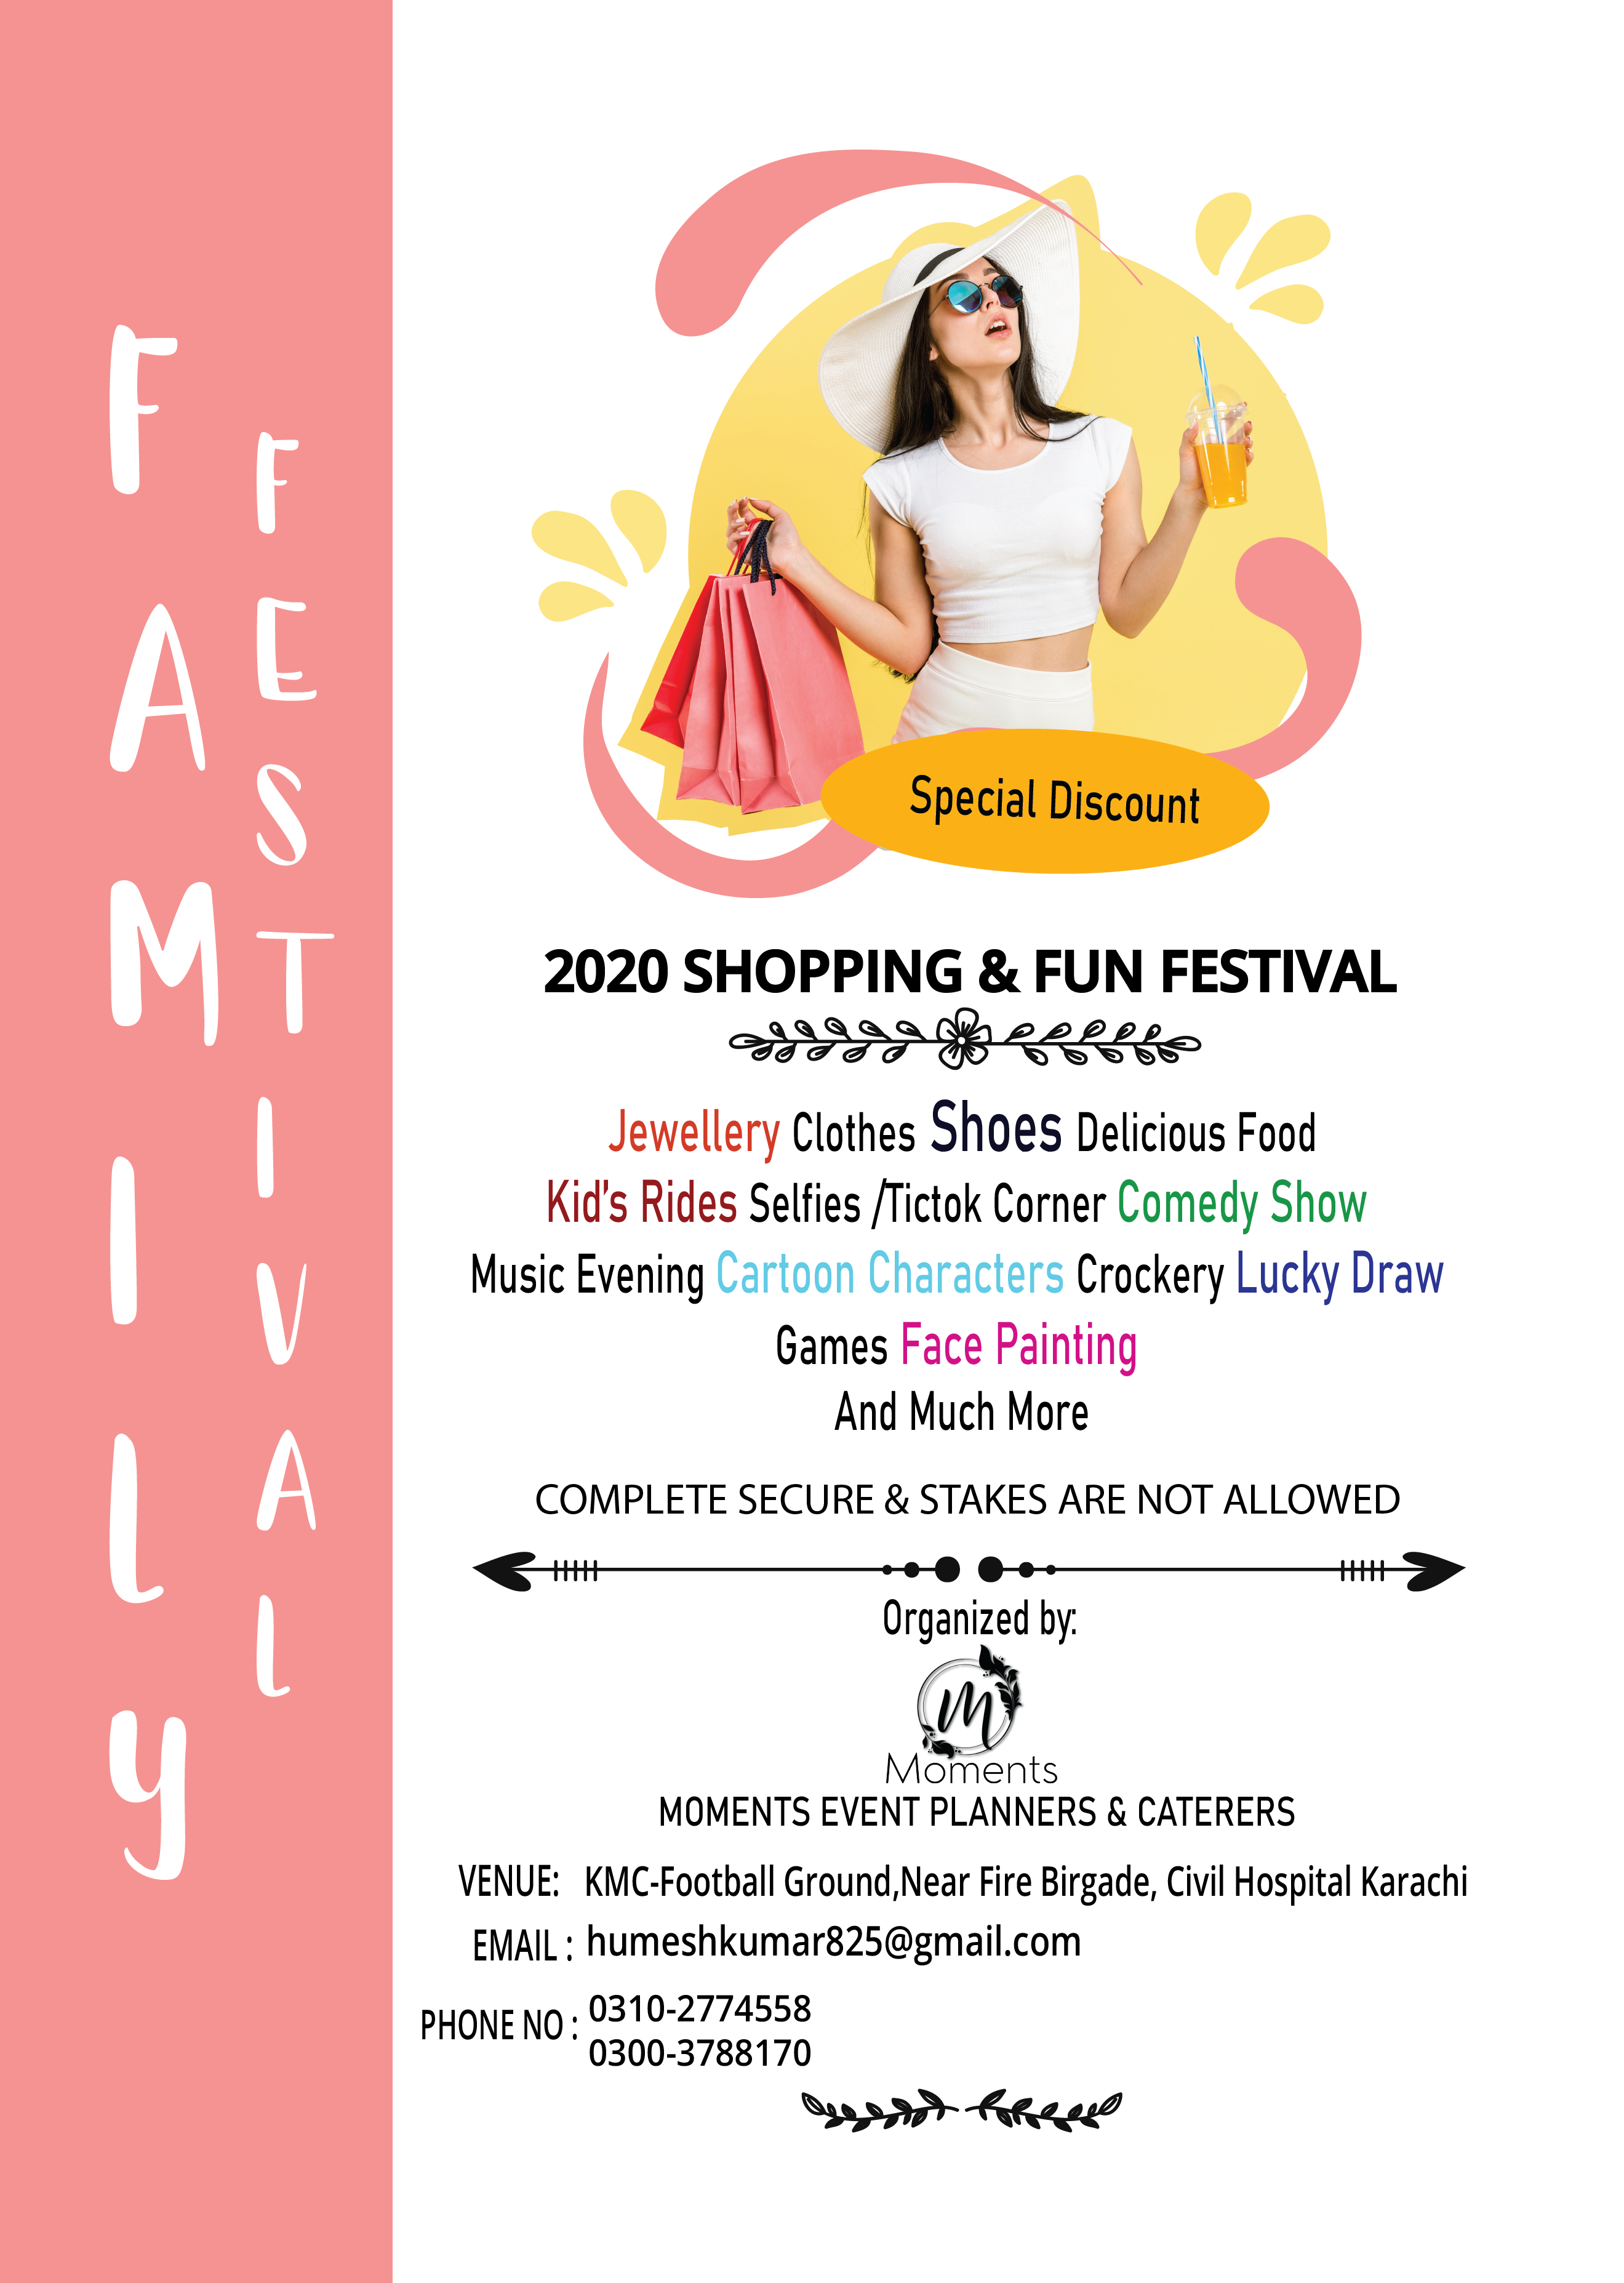 FAMILY
FESTIVAL
Special Discount
2020 SHOPPING & FUN FESTIVAL
Jewellery Clothes Shoes Delicious Food
Kid's Rides Selfies /Tictok Corner Comedy Show
Music Evening Cartoon Characters Crockery Lucky Draw
Games Face Painting
And Much More
COMPLETE SECURE & STAKES ARE NOT ALLOWED
Organized by:
M
Moments
MOMENTS EVENT PLANNERS & CATERERS
VENUE: KMC-Football Ground,Near Fire Birgade, Civil Hospital Karachi
EMAIL : humeshkumar825@gmail.com
PHONE NO : 0310-2774558
0300-3788170